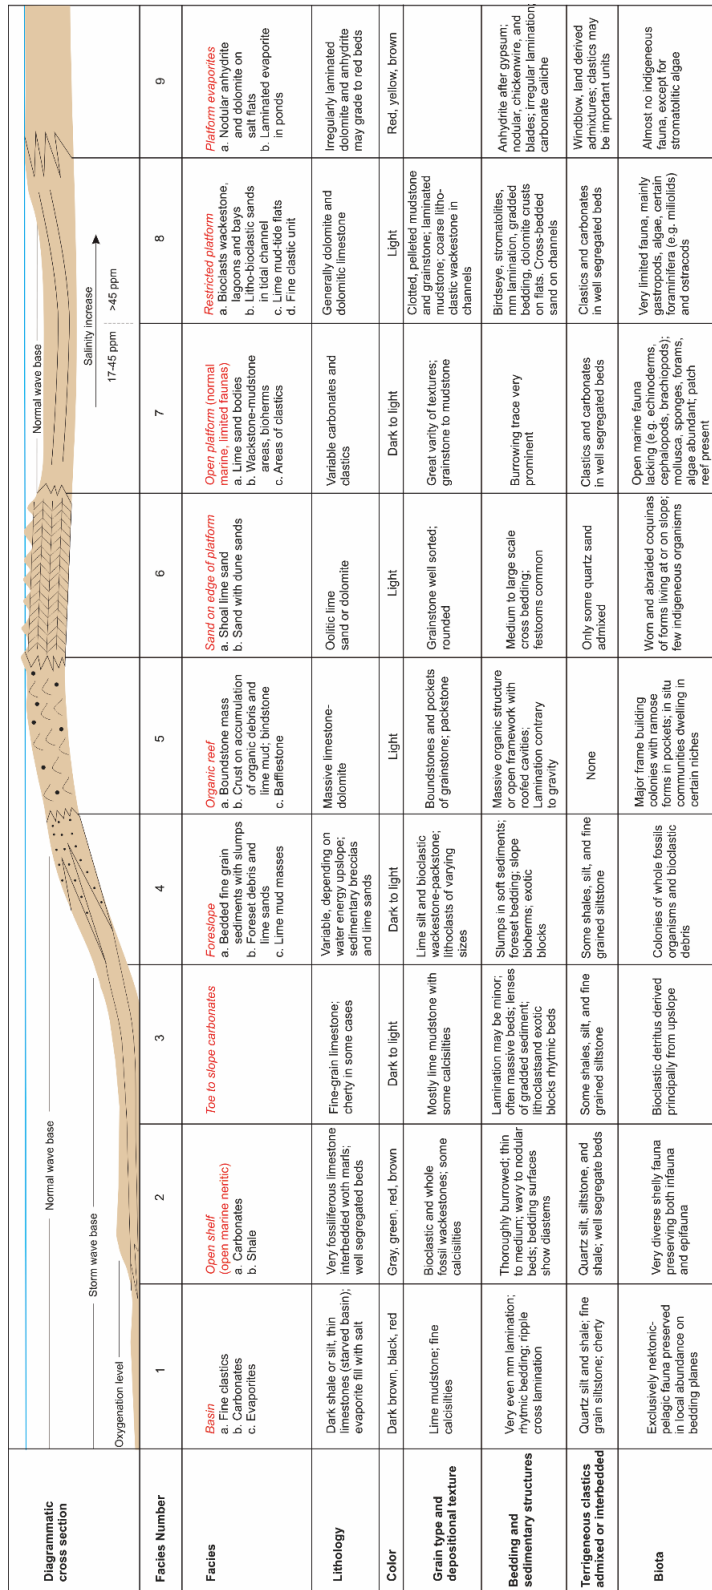 Diagrammatic
cross section
Oxygenation level
Storm wave base
Normal wave base
Normal wave base
Salinity increase
17-45 ppm
>45 ppm
Facies Number
1
2
3
4
5
6
7
8
9
Facies
Basin
a. Fine clastics
b. Carbonates
c. Evaporites
Open shelf
(open marine neritic)
a. Carbonates
b. Shale
Toe to slope carbonates
Foreslope
a. Bedded fine grain
sediments with slumps
b. Foreset debris and
lime sands
c. Lime mud masses
Organic reef
a. Boundstone mass
b. Crust on accumulation
of organic debris and
lime mud; bindstone
c. Bafflestone
Sand on edge of platform
a. Shoal lime sand
b. Sand with dune sands
Open platform (normal
marine, limited faunas)
a. Lime sand bodies
b. Wackstone-mudstone
areas, bioherms
c. Areas of clastics
Restricted platform
a. Bioclasts wackestone,
lagoons and bays
b. Litho-bioclastic sands
in tidal channel
c. Lime mud-tide flats
d. Fine clastic unit
Platform evaporites
a. Nodular anhydrite
and dolomite on
salt flats
b. Laminated evaporite
in ponds
Lithology
Dark shale or silt, thin
limestones (starved basin);
evaporite fill with salt
Very fossiliferous limestone
interbedded woth marls;
well segregated beds
Fine-grain limestone;
cherty in some cases
Variable, depending on
water energy upslope;
sedimentary breccias
and lime sands
Massive limestone-
dolomite
Oolitic lime
sand or dolomite
Variable carbonates and
clastics
Generally dolomite and
dolomitic limestone
Irregularly laminated
dolomite and anhydrite
may grade to red beds
Color
Dark brown, black, red
Gray, green, red, brown
Dark to light
Dark to light
Light
Light
Dark to light
Light
Red, yellow, brown
Grain type and
depositional texture
Lime mudstone; fine
calcisilties
Bioclastic and whole
fossil wackestones; some
calcisilties
Mostly lime mudstone with
some calcisilties
Lime silt and bioclastic
wackestone-packstone;
lithoclasts of varying
sizes
Boundstones and pockets
of grainstone; packstone
Grainstone well sorted;
rounded
Great varity of textures;
grainstone to mudstone
Clotted, pelleted mudstone
and grainstone; laminated
mudstone; coarse litho-
clastic wackestone in
channels
Bedding and
sedimentary structures
Very even mm lamination;
rhytmic bedding; ripple
cross lamination
Thoroughly burrowed; thin
to medium; wavy to nodular
beds; bedding surfaces
show diastems
Lamination may be minor;
often massive beds; lenses
of gradded sediment;
lithoclastsand exotic
blocks rhytmic beds
Slumps in soft sediments;
foreset bedding; slope
bioherms; exotic
blocks
Massive organic structure
or open framework with
roofed cavities;
Lamination contrary
to gravity
Medium to large scale
cross bedding;
festooms common
Burrowing trace very
prominent
Birdseye, stromatolites,
mm lamination, gradded
bedding, dolomite crusts
on flats. Cross-bedded
sand on channels
Anhydrite after gypsum;
nodular, chickenwire, and
blades; irregular lamination;
carbonate caliche
Terrigeneous clastics
admixed or interbedded
Quartz silt and shale; fine
grain siltstone; cherty
Quartz silt, siltstone, and
shale; well segregate beds
Some shales, silt, and fine
grained siltstone
Some shales, silt, and fine
grained siltstone
None
Only some quartz sand
admixed
Clastics and carbonates
in well segregated beds
Clastics and carbonates
in well segregated beds
Windblow, land derived
admixtures; clastics may
be important units
Biota
Exclusively nektonic-
pelagic fauna preserved
in local abundance on
bedding planes
Very diverse shelly fauna
preserving both infauna
and epifauna
Bioclastic detritus derived
principally from upslope
Colonies of whole fossils
organisms and bioclastic
debris
Major frame building
colonies with ramose
forms in pockets; in situ
communities dwelling in
certain niches
Worn and abraided coquinas
of forms living at or on slope;
few indigeneous organisms
Open marine fauna
lacking (e.g. echinoderms,
cephalopods, brachiopods);
mollusca, sponges, forams,
algae abundant; patch
reef present
Very limited fauna, mainly
gastropods, algae, certain
foraminifera (e.g. miliolids)
and ostracods
Almost no indigeneous
fauna, except for
stromatolitic algae